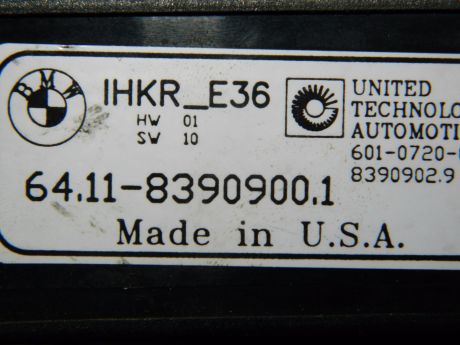 BMW
IHKR_E36
HW 01
SW 10
64.11-8390900.1
Made in U.S.A.
UNITED
TECHNOLO
AUTOMOTI
601-0720-
8390902.9